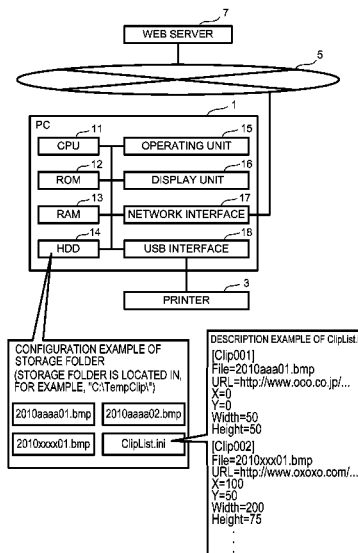 7
WEB SERVER
5
1
PC
11
CPU
15
OPERATING UNIT
12
ROM
16
DISPLAY UNIT
13
RAM
17
NETWORK INTERFACE
14
HDD
18
USB INTERFACE
3
PRINTER
CONFIGURATION EXAMPLE OF
STORAGE FOLDER
(STORAGE FOLDER IS LOCATED IN,
FOR EXAMPLE, "C:\TempClip\")
2010aaaa01.bmp
2010aaaa02.bmp
2010xxxx01.bmp
ClipList.ini
DESCRIPTION EXAMPLE OF ClipList.i
[Clip001]
File=2010aaa01.bmp
URL=http://www.ooo.co.jp/...
X=0
Y=0
Width=50
Height=50
[Clip002]
File=2010xxx01.bmp
URL=http://www.oxoxo.com/...
X=100
Y=50
Width=200
Height=75